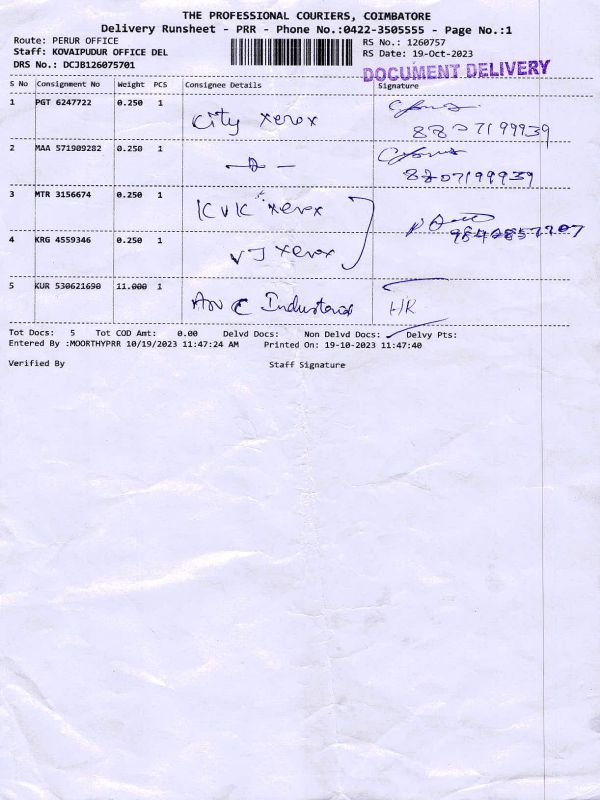 THE PROFESSIONAL COURIERS, COIMBATORE
Delivery Runsheet - PRR - Phone No.:0422-3505555 - Page No.:1
Route: PERUR OFFICE
RS No.: 1260757
Staff: KOVAIPUDUR OFFICE DEL
RS Date: 19-Oct-2023
DRS No.: DCJB126075701
DOCUMENT DELIVERY
S No Consignment No Weight PCS Consignee Details Signature
1 PGT 6247722 0.250 1 City xerox
8807199939
2 MAA 571909282 0.250 1
8807199939
3 MTR 3156674 0.250 1 KVK xerox
4 KRG 4559346 0.250 1 VJ xerox
5 KUR 530621690 11.000 1 Industries
Tot Docs: 5 Tot COD Amt: 0.00 Delvd Docs: Non Delvd Docs: Delvy Pts:
Entered By :MOORTHYPRR 10/19/2023 11:47:24 AM Printed On: 19-10-2023 11:47:40
Verified By Staff Signature